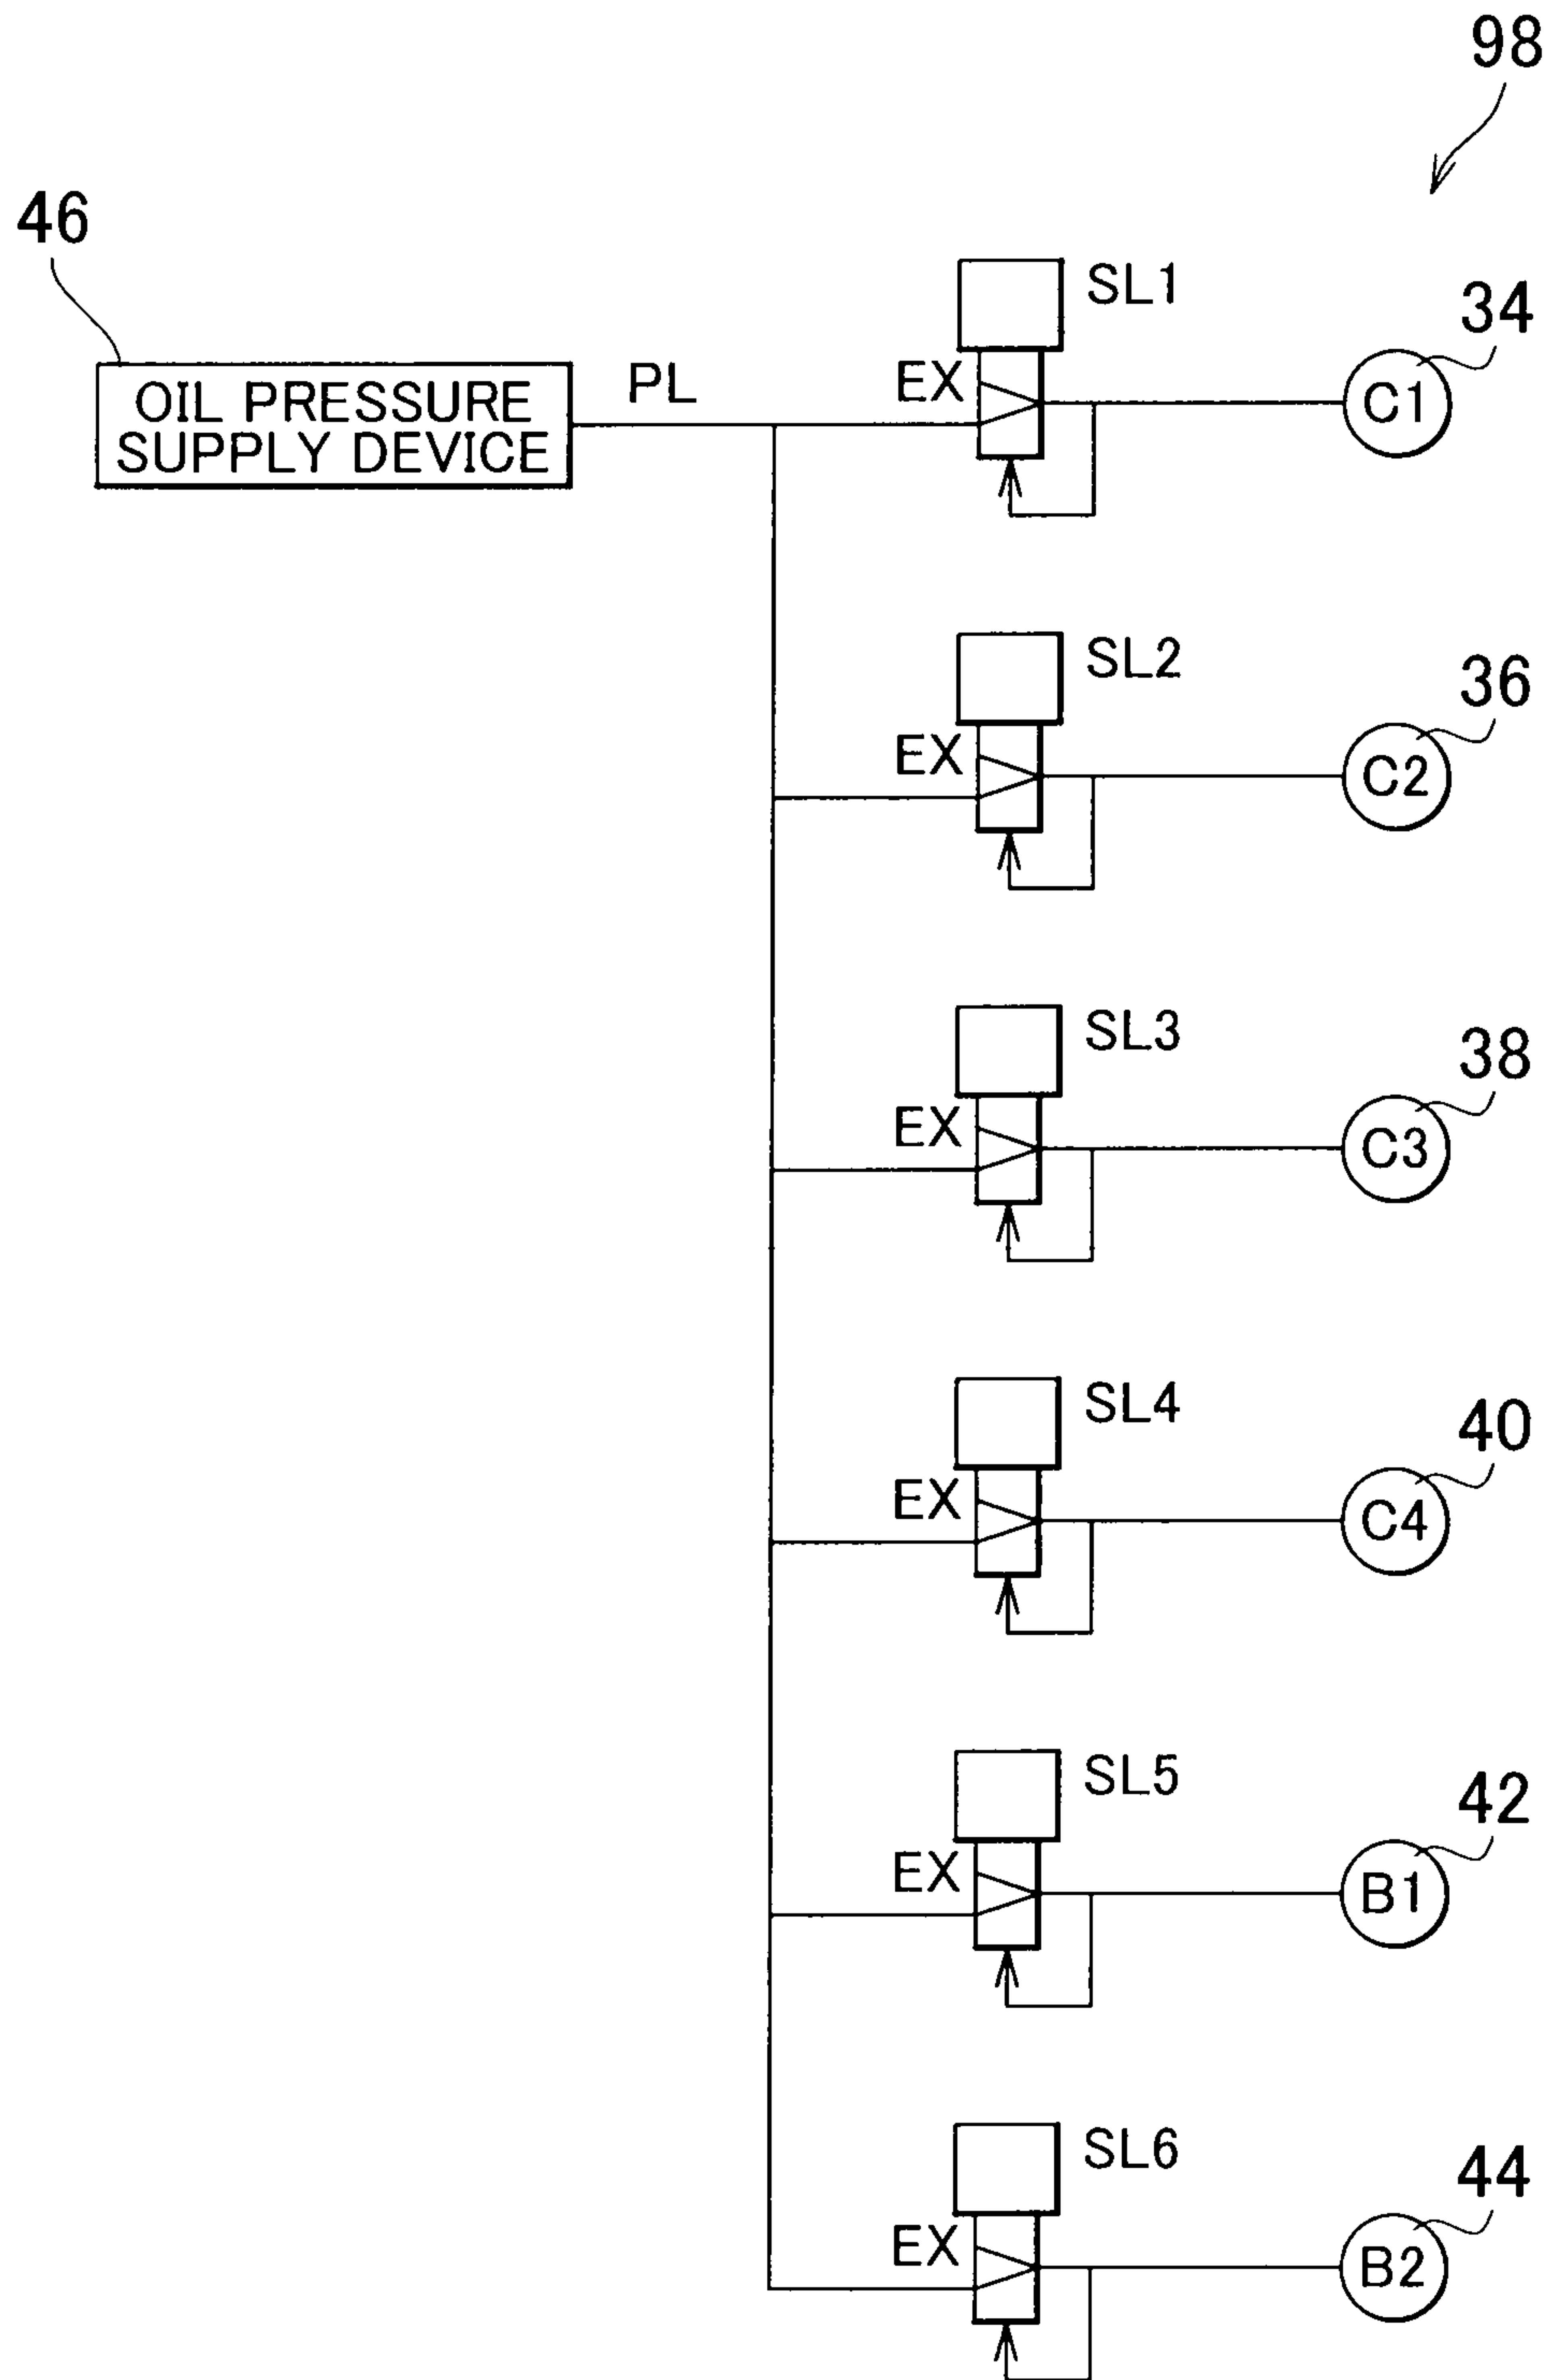 98
46
SL1
34
OIL PRESSURE
SUPPLY DEVICE
PL
EX
C1
SL2
36
EX
C2
SL3
38
EX
C3
SL4
40
EX
C4
SL5
42
EX
B1
SL6
44
EX
B2